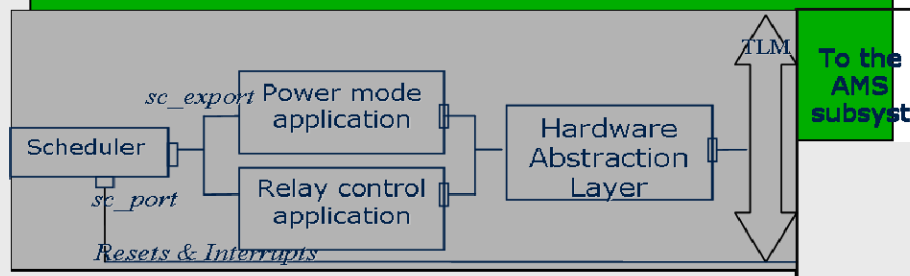 TLM
To the
AMS
subsyst
sc_export
Power mode
application
Scheduler
Hardware
Abstraction
Layer
sc_port
Relay control
application
Resets & Interrupts